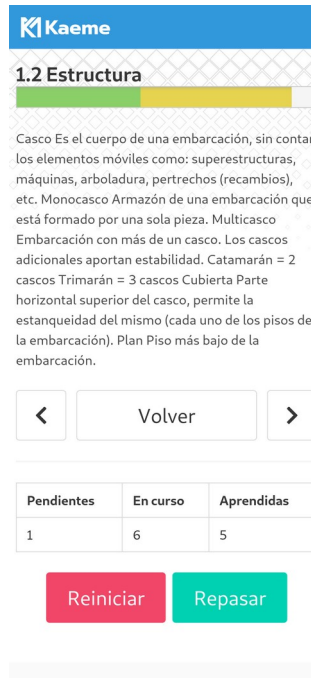 Kaeme
1.2 Estructura
Casco Es el cuerpo de una embarcación, sin contar
los elementos móviles como: superestructuras,
máquinas, arboladura, pertrechos (recambios),
etc. Monocasco Armazón de una embarcación que
está formado por una sola pieza. Multicasco
Embarcación con más de un casco. Los cascos
adicionales aportan estabilidad. Catamarán = 2
cascos Trimarán = 3 cascos Cubierta Parte
horizontal superior del casco, permite la
estanqueidad del mismo (cada uno de los pisos de
la embarcación). Plan Piso más bajo de la
embarcación.
Volver
Pendientes En curso Aprendidas
1 6 5
Reiniciar Repasar